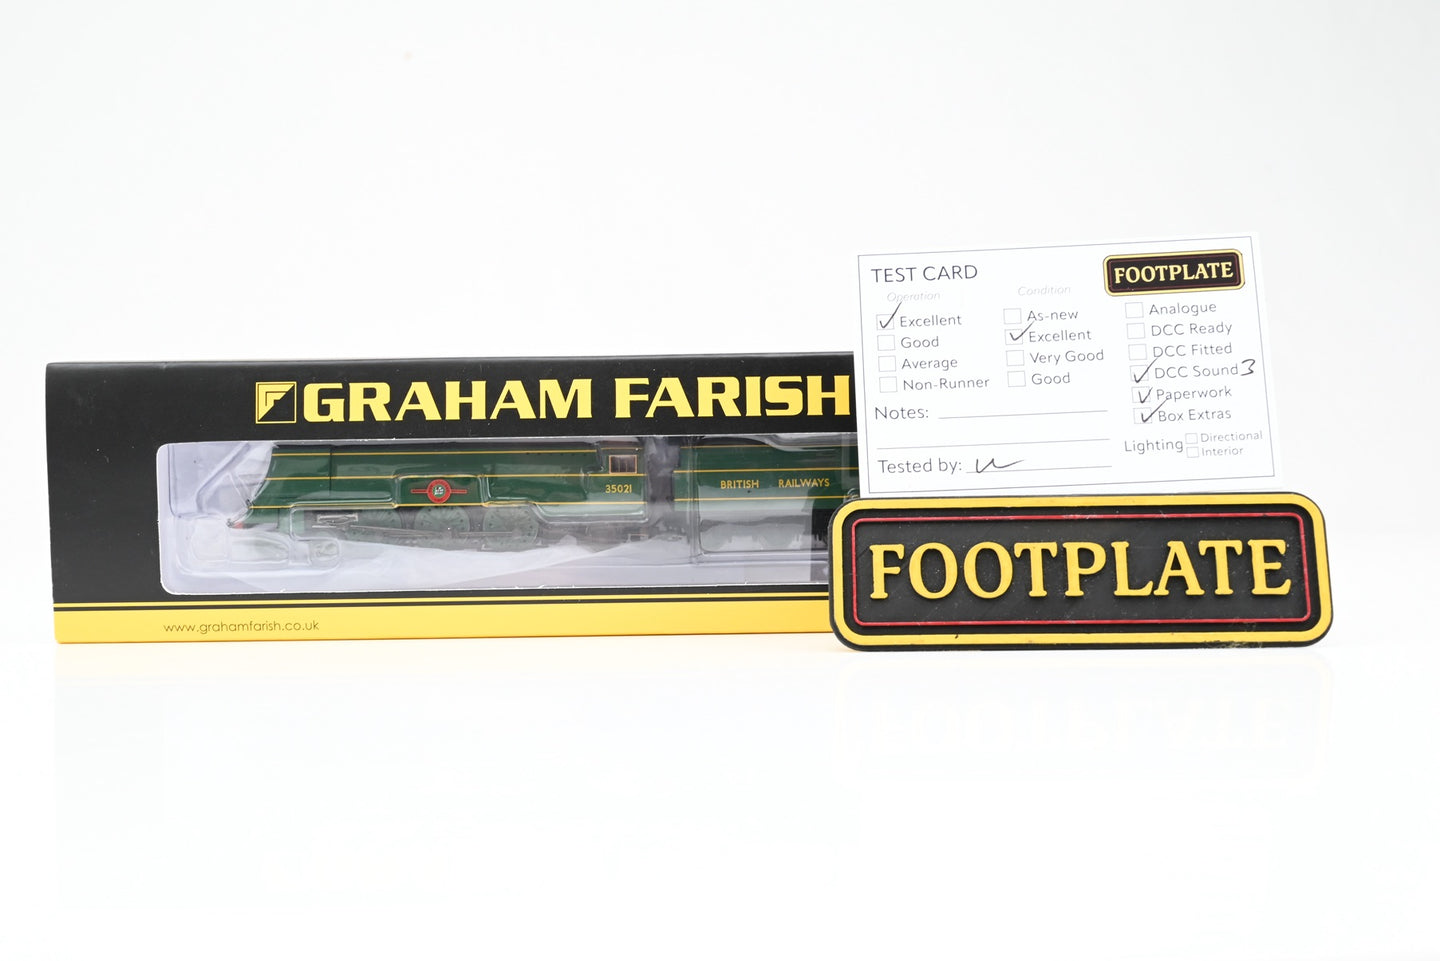 GRAHAM FARISH
35021
BRITISH RAILWAYS
www.grahamfarish.co.uk
TEST CARD
FOOTPLATE
Operation
Excellent
Good
Average
Non-Runner
Condition
As-new
Excellent
Very Good
Good
Analogue
DCC Ready
DCC Fitted
DCC Sound 3
Paperwork
Box Extras
Lighting
Directional
Interior
Notes:
Tested by:
FOOTPLATE